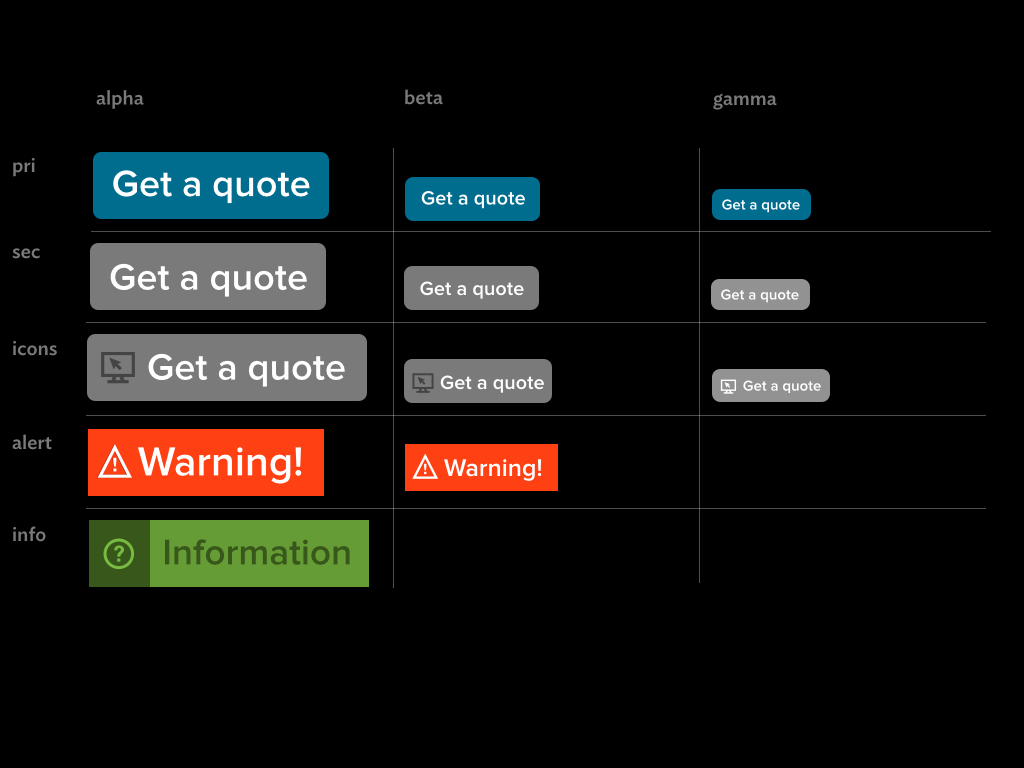 alpha beta gamma
pri Get a quote Get a quote Get a quote
sec Get a quote Get a quote Get a quote
icons Get a quote Get a quote Get a quote
alert Warning! Warning!
info Information